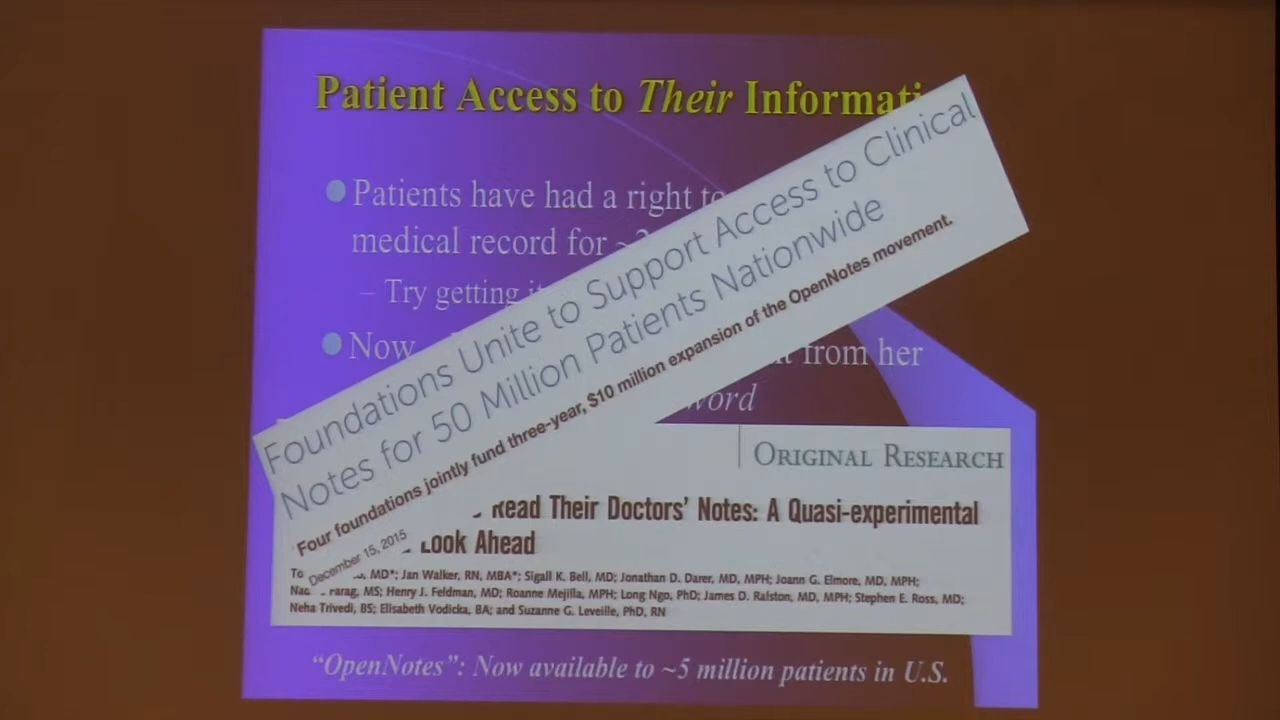 Patient Access to Their Informati
Patients have had a right to
medical record for ~
– Try getting it
Now
from her
word
Foundations Unite to Support Access to Clinical
Notes for 50 Million Patients Nationwide
Four foundations jointly fund three-year, $10 million expansion of the OpenNotes movement.
December 15, 2015
ORIGINAL RESEARCH
Read Their Doctors’ Notes: A Quasi-experimental
Look Ahead
To MD*; Jan Walker, RN, MBA*; Sigall K. Bell, MD; Jonathan D. Darer, MD, MPH; Joann G. Elmore, MD, MPH;
MS; Henry J. Feldman, MD; Roanne Mejilla, MPH; Long Ngo, PhD; James D. Ralston, MD, MPH; Stephen E. Ross, MD;
Neha Trivedi, BS; Elisabeth Vodicka, BA; and Suzanne G. Leveille, PhD, RN
“OpenNotes”: Now available to ~5 million patients in U.S.